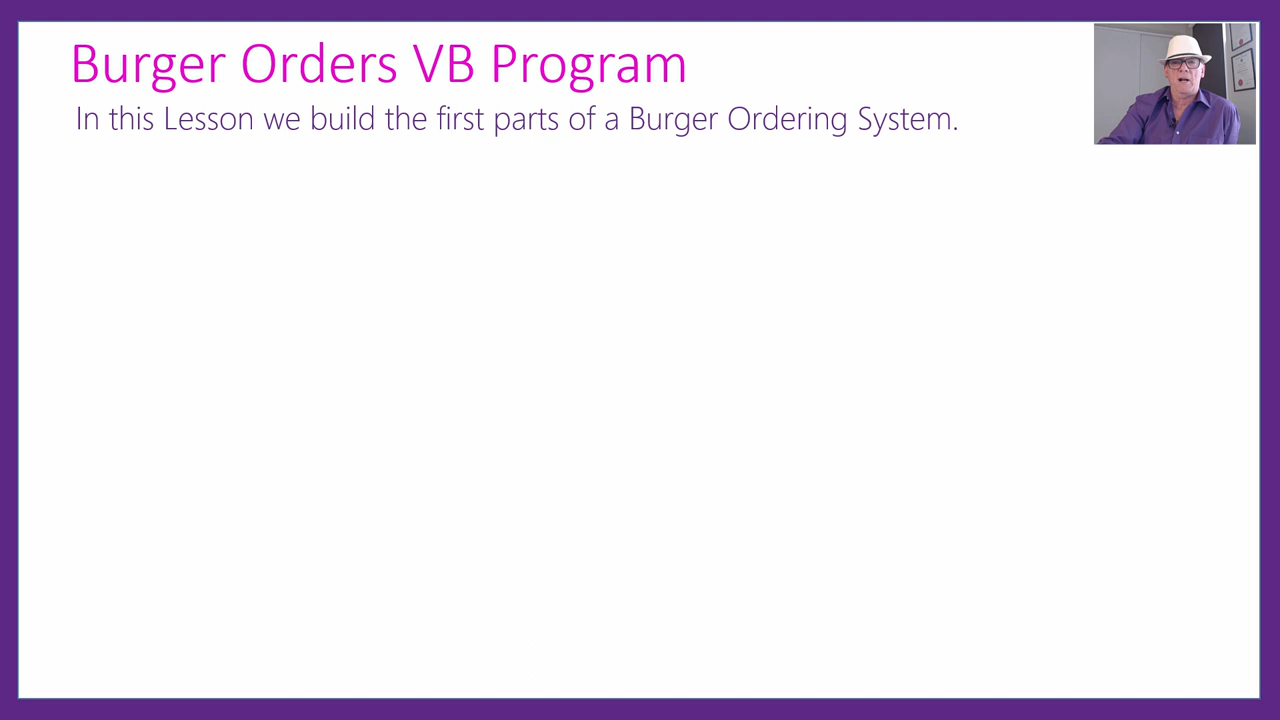 Burger Orders VB Program
In this Lesson we build the first parts of a Burger Ordering System.